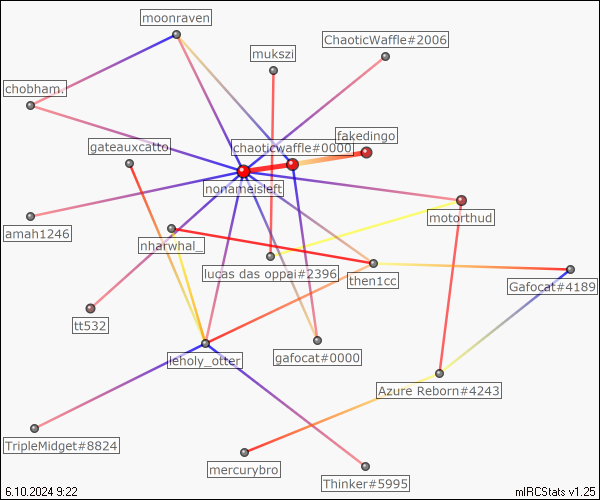 moonraven
ChaoticWaffle#2006
mukszi
chobham.
fakedingo
gateauxcatto
chaoticwaffle#0000
nonameisleft
motorthud
amah1246
nharwhal_
lucas das oppai#2396
then1cc
Gafocat#4189
tt532
leholy_otter
gafocat#0000
Azure Reborn#4243
TripleMidget#8824
mercurybro
Thinker#5995
6.10.2024 9:22
mIRCStats v1.25